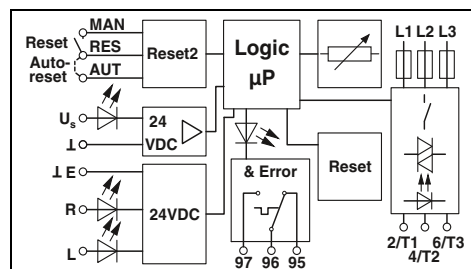 MAN
Reset
RES
Auto-
reset
AUT
Reset2
Logic
µP
L1 L2 L3
Us
24
VDC
⊥
⊥ E
R
24VDC
L
& Error
97 96 95
Reset
2/T1 6/T3
4/T2